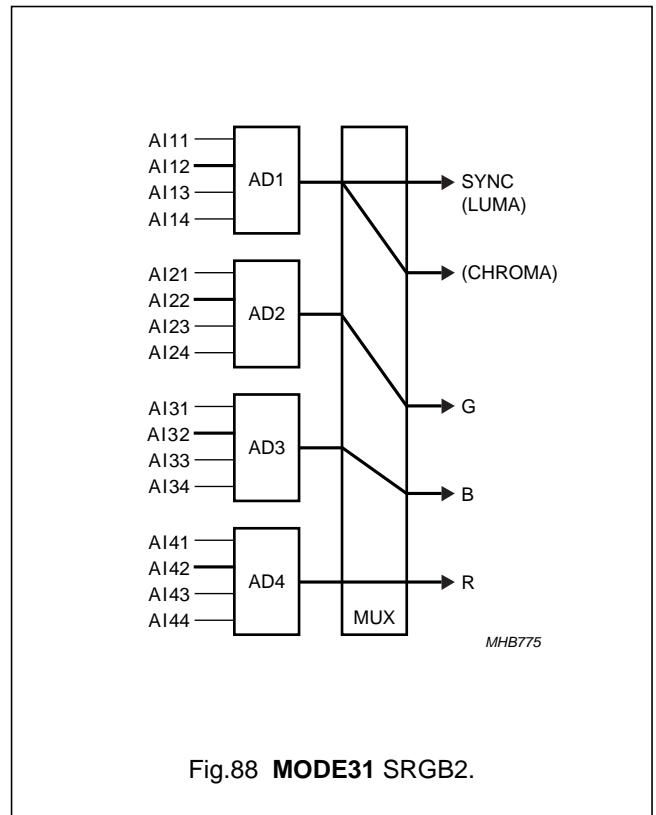 AI11
AI12
AI13
AI14
AD1
SYNC
(LUMA)
(CHROMA)
AI21
AI22
AI23
AI24
AD2
G
AI31
AI32
AI33
AI34
AD3
B
AI41
AI42
AI43
AI44
AD4
R
MUX
MHB775
Fig.88 MODE31 SRGB2.